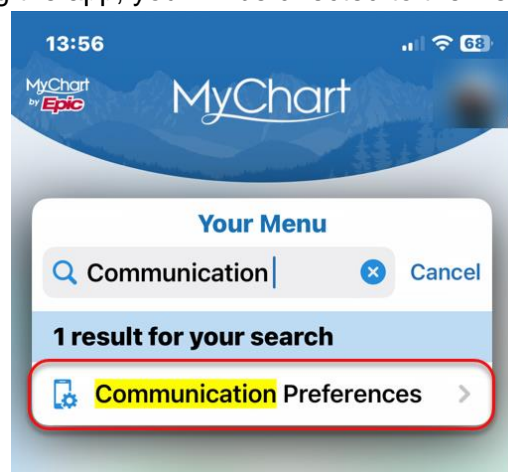 13:56 68
MyChart
by Epic
MyChart
Your Menu
Communication Cancel
1 result for your search
Communication Preferences